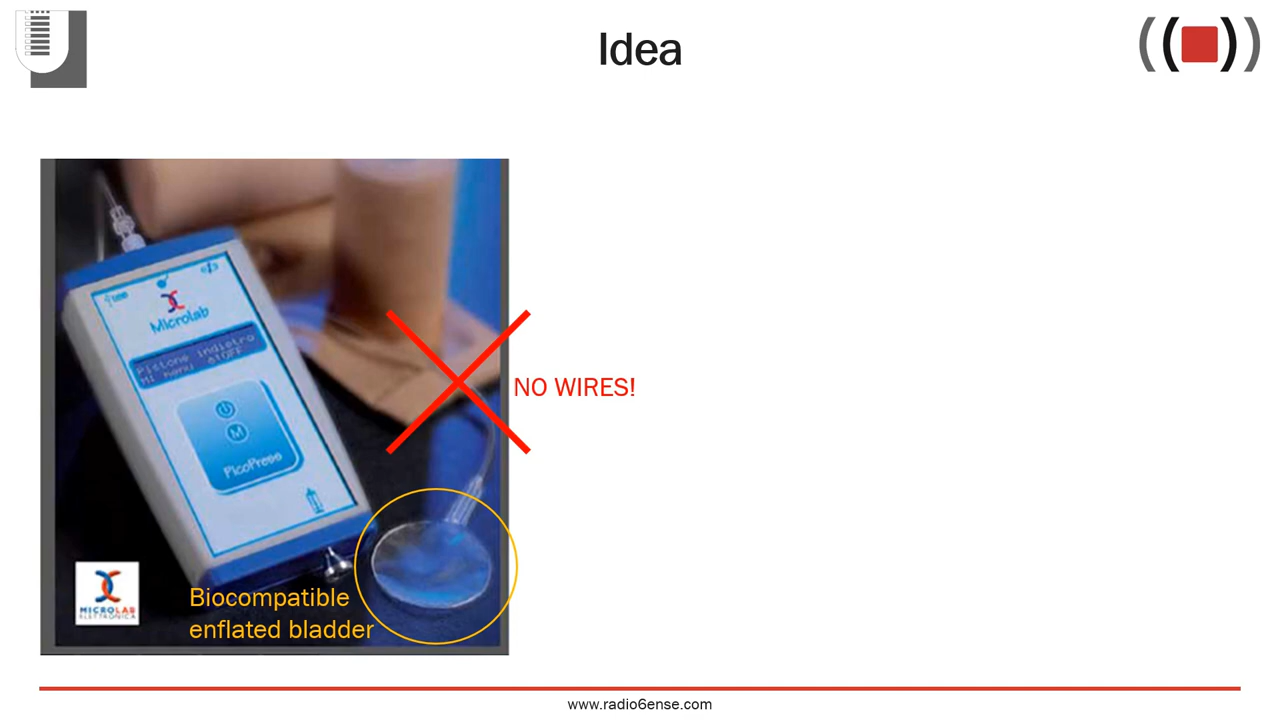 Idea
Microlab
Pistone indietro
M
PicoPress
NO WIRES!
Biocompatible
enflated bladder
MICROLAB
ELETTRONICA
www.radio6ense.com